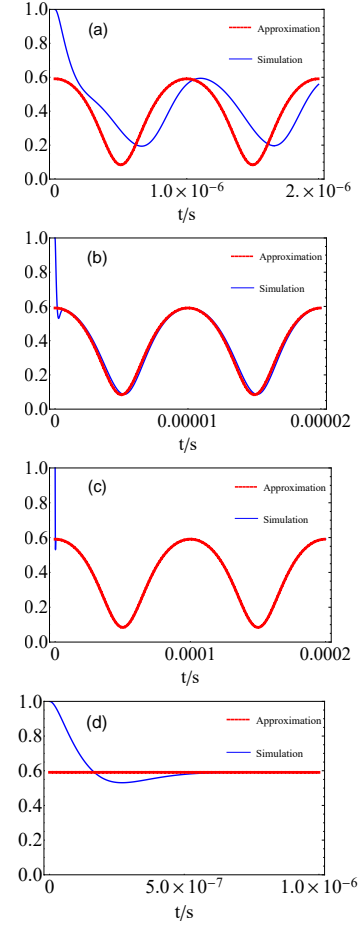 1.0
(a)
Approximation
0.8
Simulation
0.6
0.4
0.2
0.0
0 1.0×10⁻⁶ 2.×10⁻⁶
t/s
1.0
(b)
Approximation
0.8
Simulation
0.6
0.4
0.2
0.0
0 0.00001 0.00002
t/s
1.0
(c)
Approximation
0.8
Simulation
0.6
0.4
0.2
0.0
0 0.0001 0.0002
t/s
1.0
(d)
Approximation
0.8
Simulation
0.6
0.4
0.2
0.0
0 5.0×10⁻⁷ 1.0×10⁻⁶
t/s